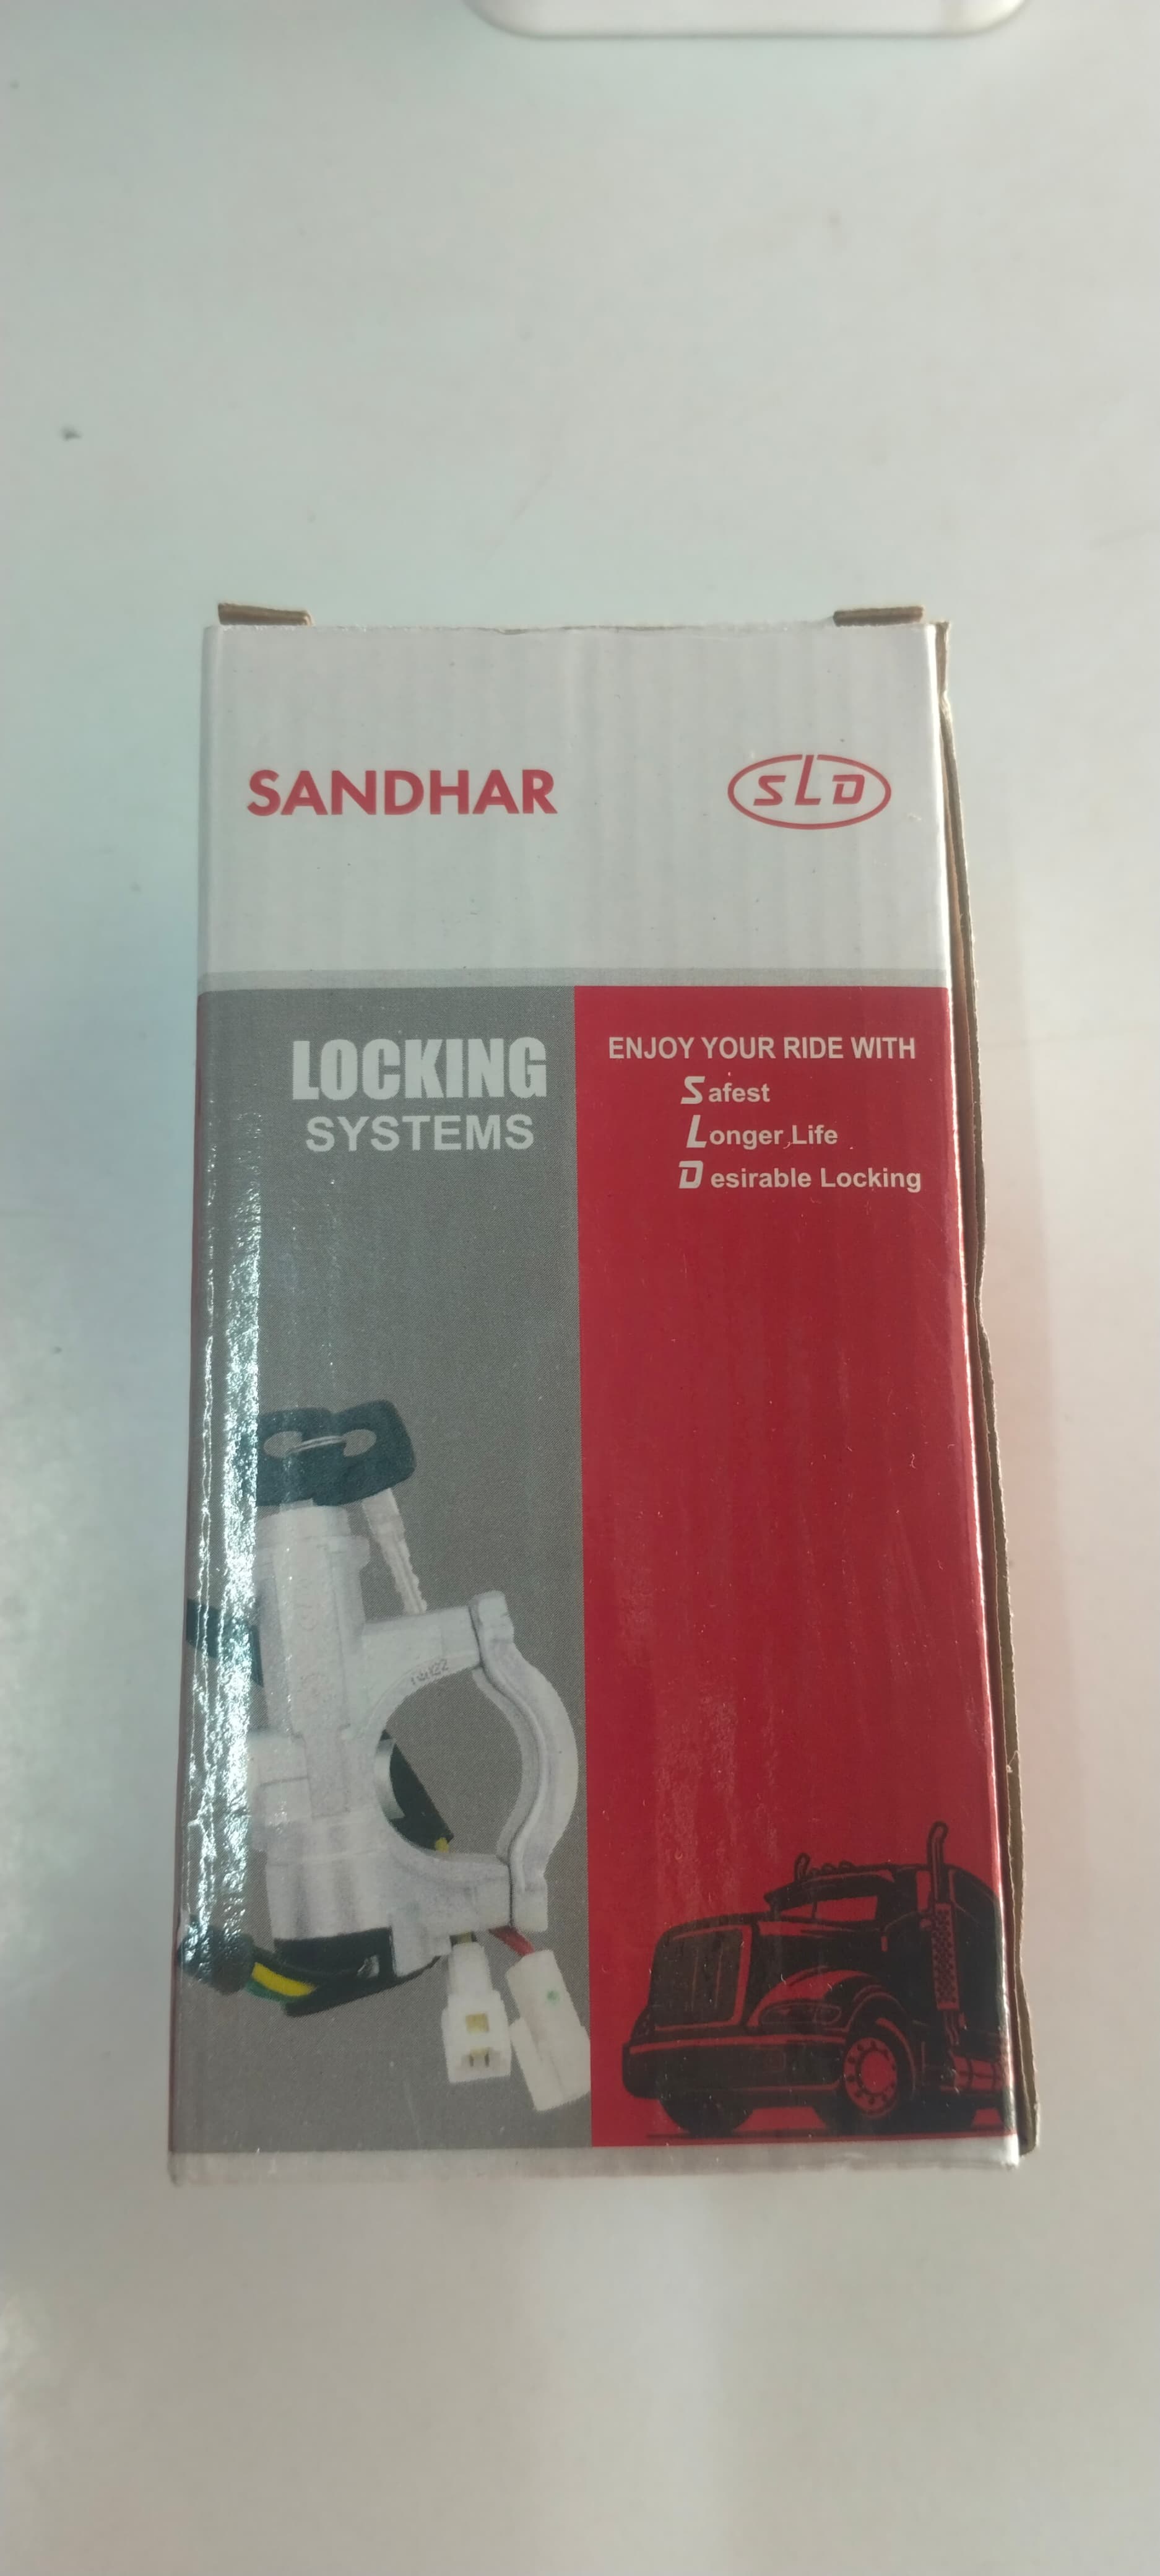 SANDHAR
SLD
LOCKING
SYSTEMS
ENJOY YOUR RIDE WITH
Safest
Longer Life
Desirable Locking